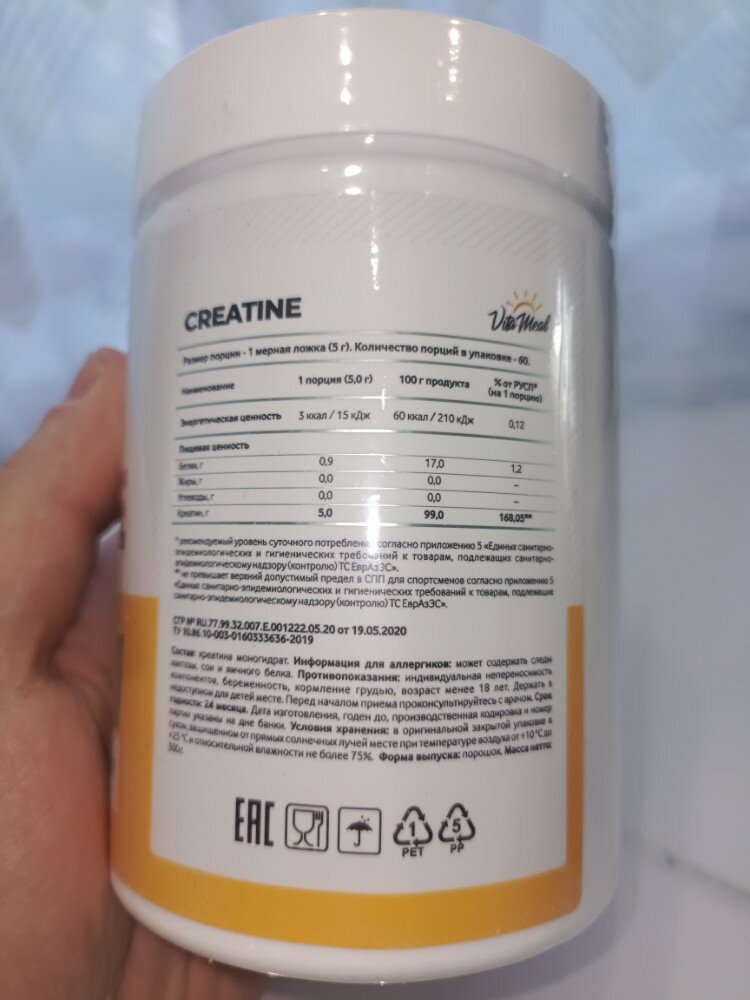 CREATINE
Vita Meal
Размер порции - 1 мерная ложка (5 г). Количество порций в упаковке - 60.
Наименование 1 порция (5,0 г) 100 г продукта % от РУСП* (на 1 порцию)
Энергетическая ценность 3 ккал / 15 кДж 60 ккал / 210 кДж 0,12
Пищевая ценность
Белки, г 0,9 17,0 1,2
Жиры, г 0,0 0,0 –
Углеводы, г 0,0 0,0 –
Креатин, г 5,0 99,0 168,05**
* рекомендуемый уровень суточного потребления, согласно приложению 5 «Единых санитарно-
эпидемиологических и гигиенических требований к товарам, подлежащих санитарно-
эпидемиологическому надзору (контролю) ТС ЕврАзЭС».
** не превышает верхний допустимый предел в СПП для спортсменов согласно приложению 5
«Единых санитарно-эпидемиологических и гигиенических требований к товарам, подлежащих
санитарно-эпидемиологическому надзору (контролю) ТС ЕврАзЭС».
СГР № RU.77.99.32.007.E.001222.05.20 от 19.05.2020
ТУ 10.86.10-003-0160333636-2019
Состав: креатина моногидрат. Информация для аллергиков: может содержать следы
лактозы, сои и яичного белка. Противопоказания: индивидуальная непереносимость
компонентов, беременность, кормление грудью, возраст менее 18 лет. Держать в
недоступном для детей месте. Перед началом приема проконсультируйтесь с врачом. Срок
годности: 24 месяца. Дата изготовления, годен до, производственная кодировка и номер
партии указаны на дне банки. Условия хранения: в оригинальной закрытой упаковке в
сухом, защищенном от прямых солнечных лучей месте при температуре воздуха от +10 °С до
+25 °С и относительной влажности не более 75%. Форма выпуска: порошок. Масса нетто:
300 г
EAC
1 5
PET PP